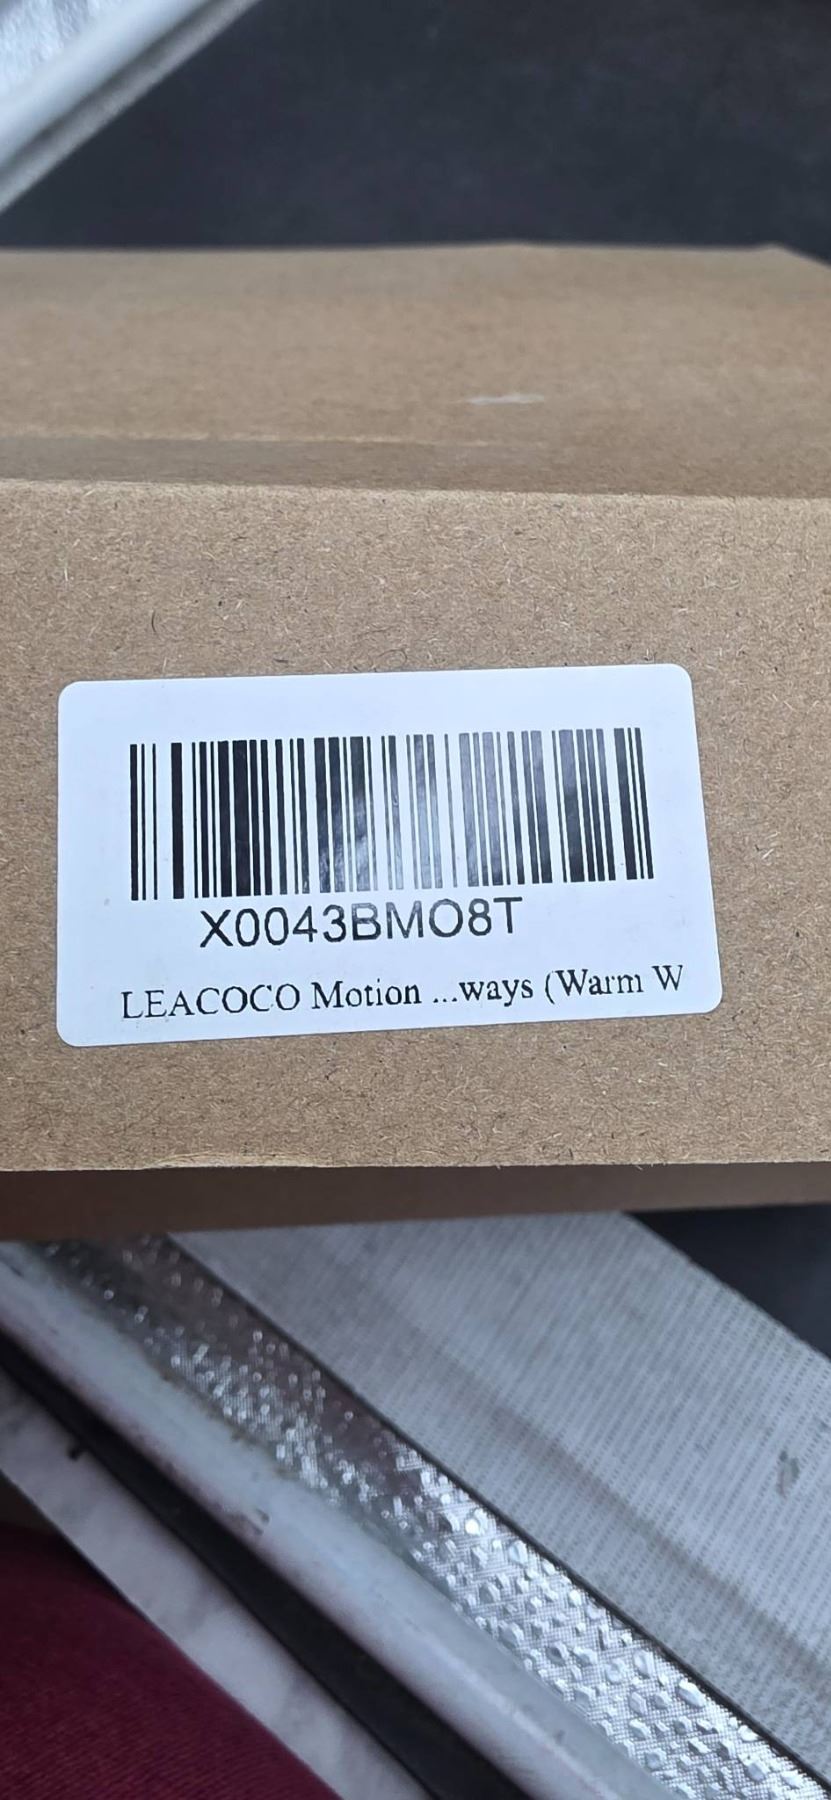 X0043BMO8T
LEACOCO Motion ...ways (Warm W